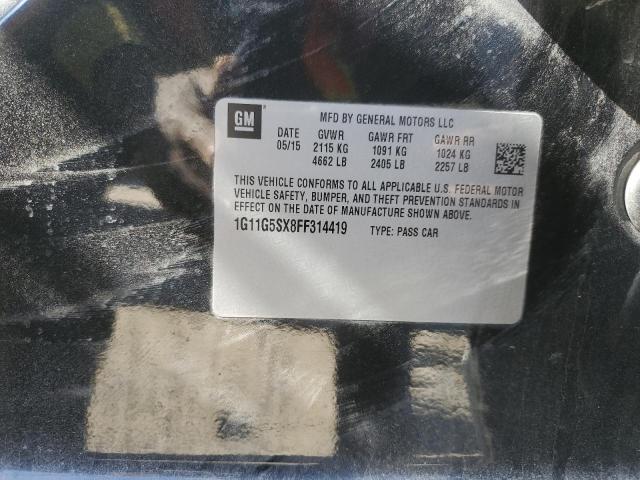 GM
MFD BY GENERAL MOTORS LLC
DATE GVWR GAWR FRT GAWR RR
05/15 2115 KG 1091 KG 1024 KG
4662 LB 2405 LB 2257 LB
THIS VEHICLE CONFORMS TO ALL APPLICABLE U.S. FEDERAL MOTOR
VEHICLE SAFETY, BUMPER, AND THEFT PREVENTION STANDARDS IN
EFFECT ON THE DATE OF MANUFACTURE SHOWN ABOVE.
1G11G5SX8FF314419 TYPE: PASS CAR